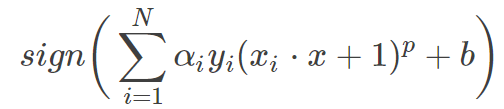 sign( ∑_{i=1}^{N} α_i y_i (x_i · x + 1)^p + b )